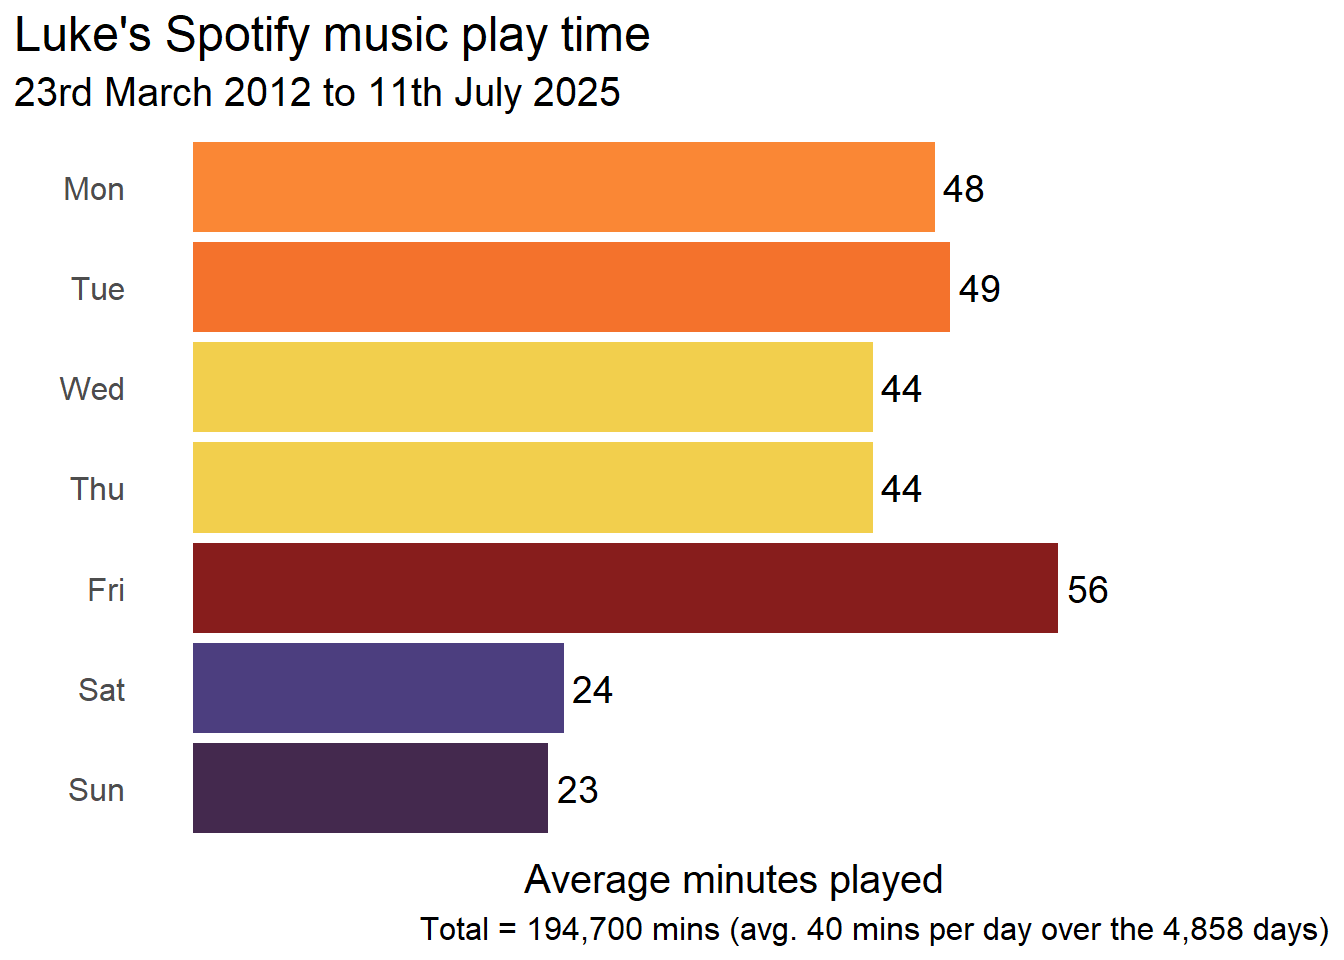 Luke's Spotify music play time
23rd March 2012 to 11th July 2025
Mon 48
Tue 49
Wed 44
Thu 44
Fri 56
Sat 24
Sun 23
Average minutes played
Total = 194,700 mins (avg. 40 mins per day over the 4,858 days)